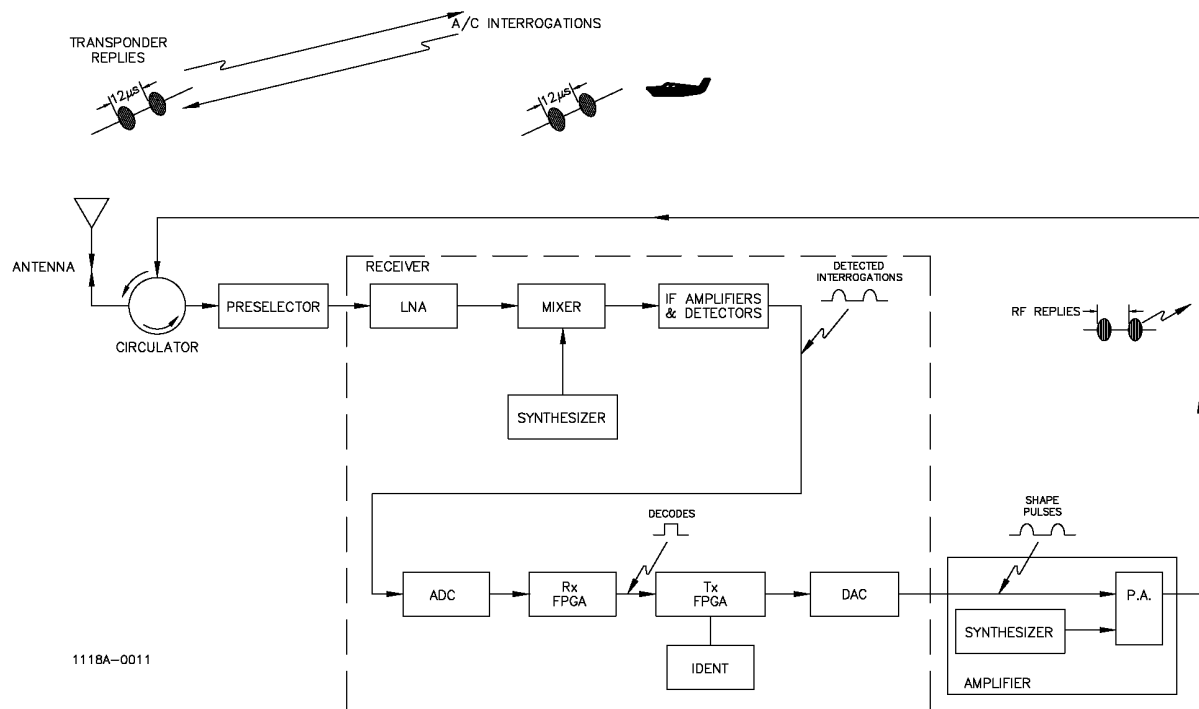 A/C INTERROGATIONS
TRANSPONDER
REPLIES
12µs
12µs
ANTENNA
CIRCULATOR
PRESELECTOR
RECEIVER
LNA
MIXER
IF AMPLIFIERS
& DETECTORS
DETECTED
INTERROGATIONS
RF REPLIES
SYNTHESIZER
DECODES
SHAPE
PULSES
ADC
Rx
FPGA
Tx
FPGA
DAC
P.A.
SYNTHESIZER
IDENT
AMPLIFIER
1118A-0011